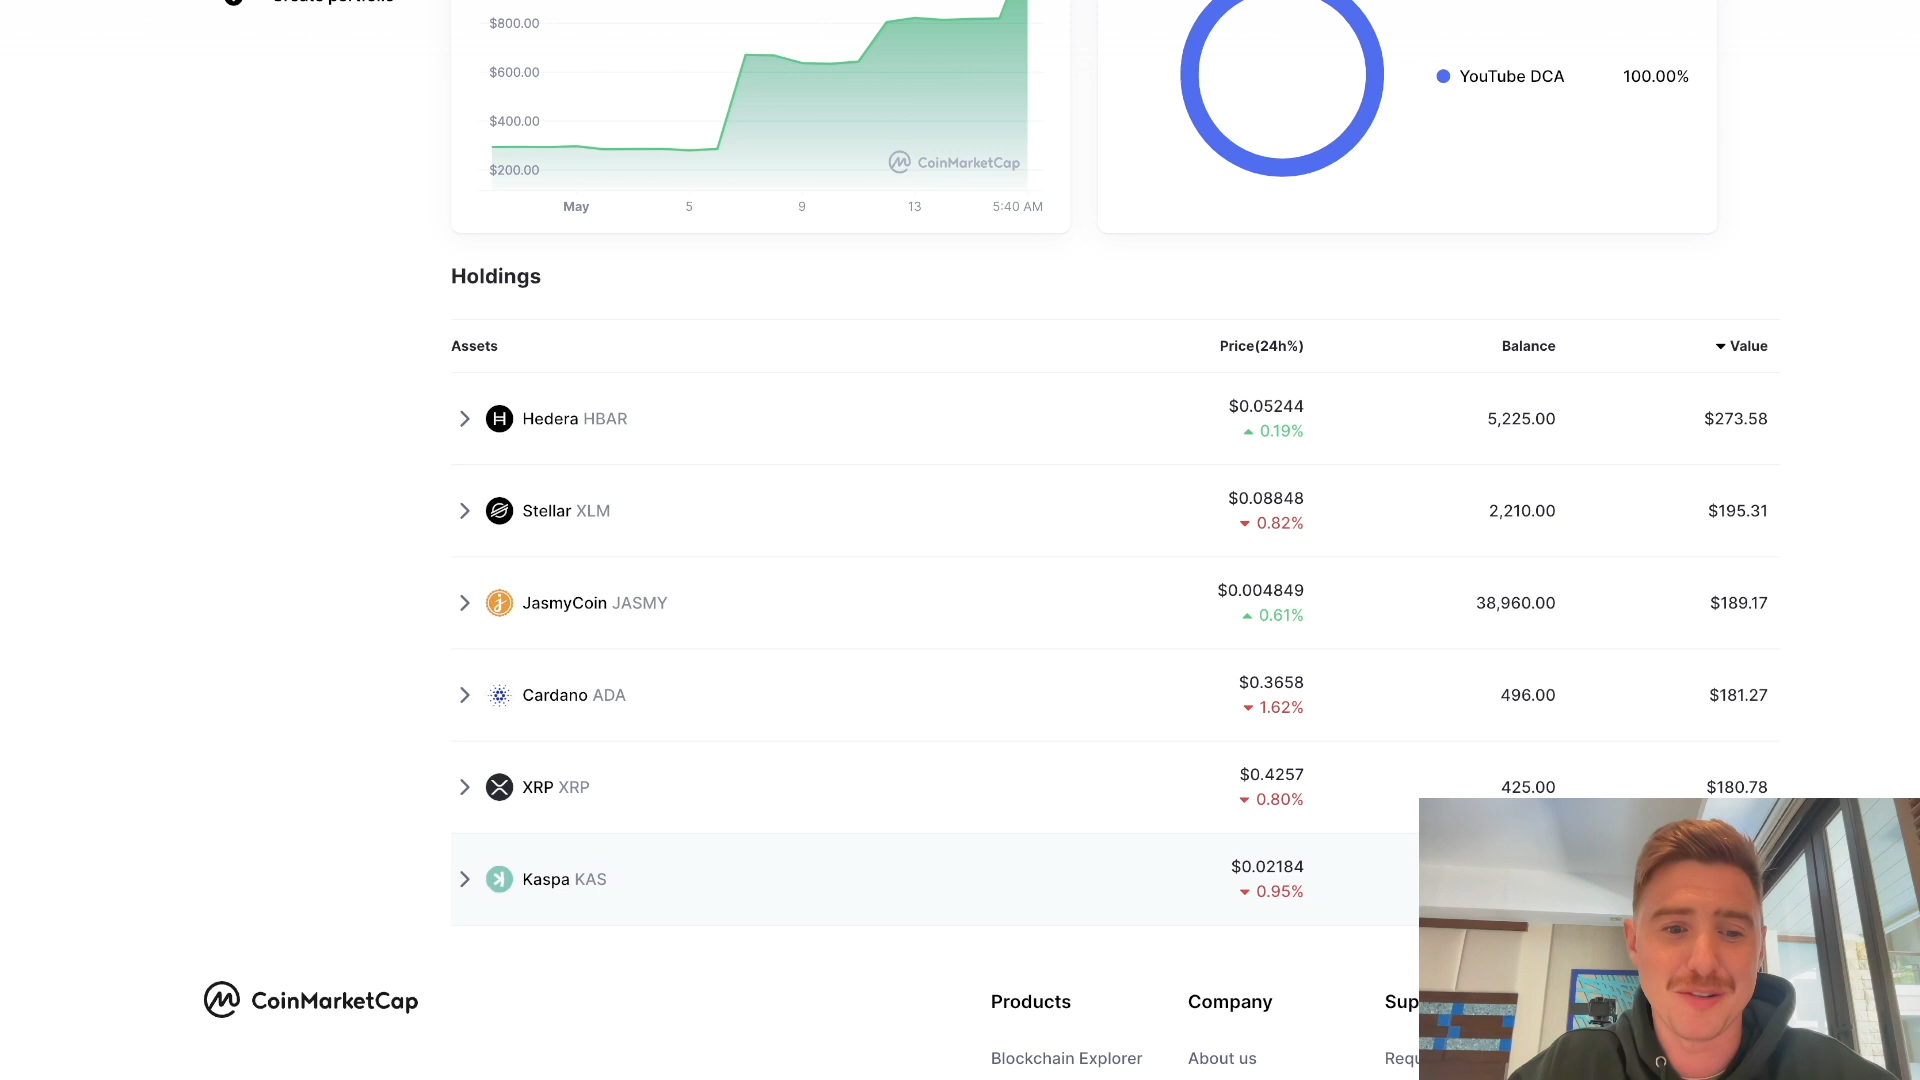 Create portfolio
$800.00
$600.00
$400.00
$200.00
CoinMarketCap
May 5 9 13 5:40 AM
YouTube DCA 100.00%
Holdings
Assets Price(24h%) Balance Value
Hedera HBAR $0.05244 5,225.00 $273.58
0.19%
Stellar XLM $0.08848 2,210.00 $195.31
0.82%
JasmyCoin JASMY $0.004849 38,960.00 $189.17
0.61%
Cardano ADA $0.3658 496.00 $181.27
1.62%
XRP XRP $0.4257 425.00 $180.78
0.80%
Kaspa KAS $0.02184
0.95%
CoinMarketCap
Products Company Sup
Blockchain Explorer About us Requ